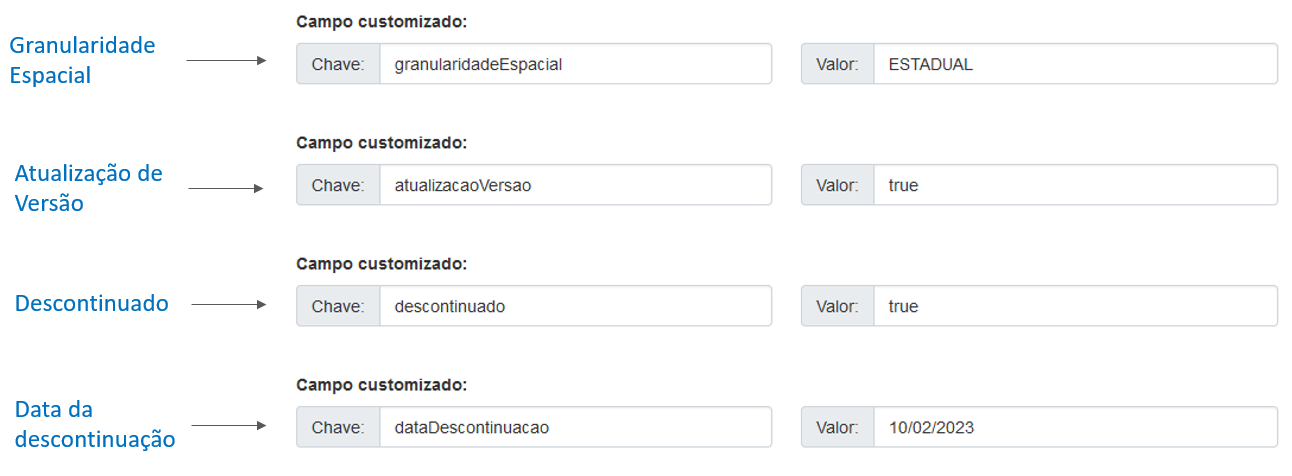 Campo customizado:
Granularidade
Espacial
Chave: granularidadeEspacial Valor: ESTADUAL
Campo customizado:
Atualização de
Versão
Chave: atualizacaoVersao Valor: true
Campo customizado:
Descontinuado
Chave: descontinuado Valor: true
Campo customizado:
Data da
descontinuação
Chave: dataDescontinuacao Valor: 10/02/2023